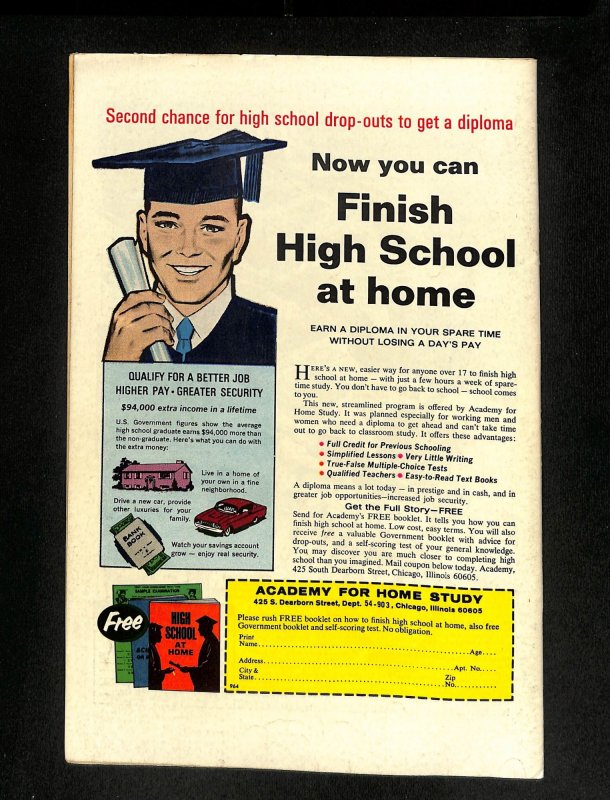 Second chance for high school drop-outs to get a diploma
Now you can
Finish
High School
at home
EARN A DIPLOMA IN YOUR SPARE TIME
WITHOUT LOSING A DAY'S PAY
HERE'S A NEW, easier way for anyone over 17 to finish high
school at home — with just a few hours a week of spare-
time study. You don't have to go back to school — school comes
to you.
This new, streamlined program is offered by Academy for
Home Study. It was planned especially for working men and
women who need a diploma to get ahead and can't take time
out to go back to classroom study. It offers these advantages:
• Full Credit for Previous Schooling
• Simplified Lessons • Very Little Writing
• True-False Multiple-Choice Tests
• Qualified Teachers • Easy-to-Read Text Books
A diploma means a lot today — in prestige and in cash, and in
greater job opportunities—increased job security.
Get the Full Story—FREE
Send for Academy's FREE booklet. It tells you how you can
finish high school at home. Low cost, easy terms. You will also
receive free a valuable Government booklet with advice for
drop-outs, and a self-scoring test of your general knowledge.
You may discover you are much closer to completing high
school than you imagined. Mail coupon below today. Academy,
425 South Dearborn Street, Chicago, Illinois 60605.
QUALIFY FOR A BETTER JOB
HIGHER PAY • GREATER SECURITY
$94,000 extra income in a lifetime
U.S. Government figures show the average
high school graduate earns $94,000 more than
the non-graduate. Here's what you can do with
the extra money:
Live in a home of
your own in a fine
neighborhood.
Drive a new car, provide
other luxuries for your
family.
BANK
BOOK
Watch your savings account
grow — enjoy real security.
SAMPLE EXAMINATION
Free
HIGH
SCHOOL
AT
HOME
ACADEMY FOR HOME STUDY
425 S. Dearborn Street, Dept. 54-903, Chicago, Illinois 60605
Please rush FREE booklet on how to finish high school at home, also free
Government booklet and self-scoring test. No obligation.
Print
Name Age
Address Apt. No.
City & Zip
State No.
964